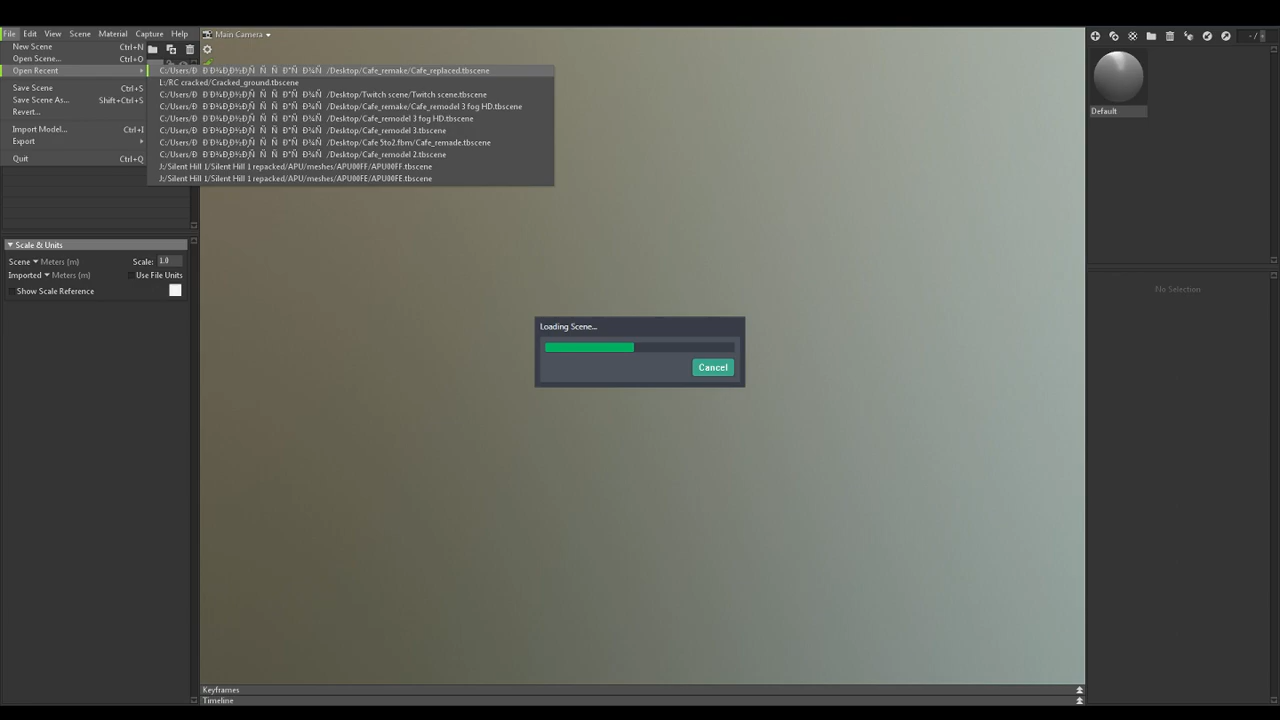 File Edit View Scene Material Capture Help
Main Camera
New Scene Ctrl+N
Open Scene... Ctrl+O
Open Recent
Save Scene Ctrl+S
Save Scene As... Shift+Ctrl+S
Revert...
Import Model... Ctrl+I
Export
Quit Ctrl+Q
/Desktop/Cafe_remake/Cafe_replaced.tbscene
L:/RC cracked/Cracked_ground.tbscene
/Desktop/Twitch scene/Twitch scene.tbscene
/Desktop/Cafe_remake/Cafe_remodel 3 fog HD.tbscene
/Desktop/Cafe_remodel 3 fog HD.tbscene
/Desktop/Cafe_remodel 3.tbscene
/Desktop/Cafe 5to2.fbm/Cafe_remade.tbscene
/Desktop/Cafe_remodel 2.tbscene
J:/Silent Hill 1/Silent Hill 1 repacked/APU/meshes/APU00FF/APU00FF.tbscene
J:/Silent Hill 1/Silent Hill 1 repacked/APU/meshes/APU00FE/APU00FE.tbscene
Scale & Units
Scene Meters (m) Scale: 1.0
Imported Meters (m) Use File Units
Show Scale Reference
Loading Scene...
Cancel
Default
No Selection
Keyframes
Timeline